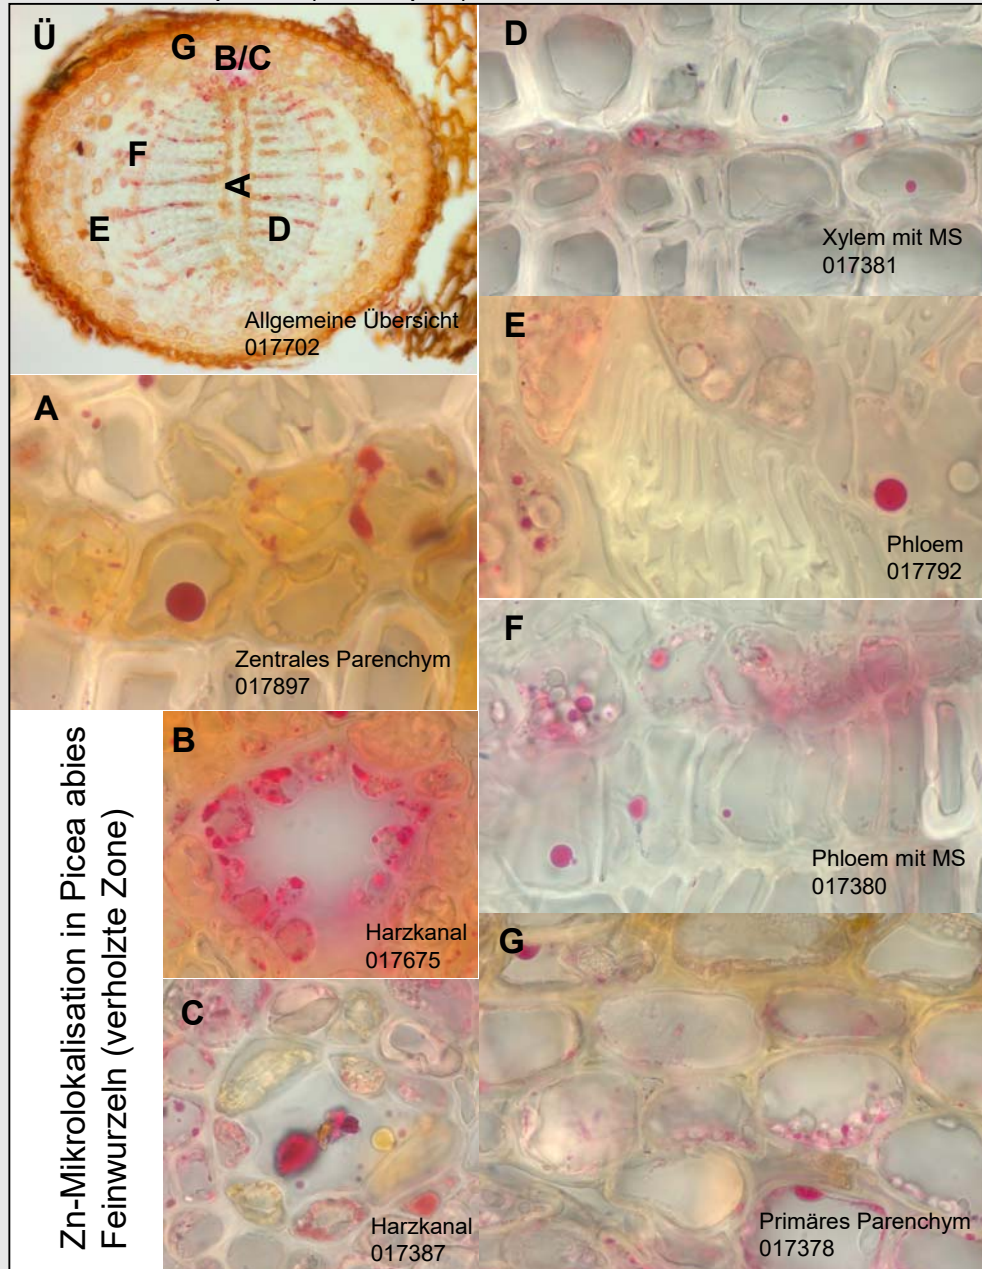 Ü
G
B/C
F
A
E
D
Allgemeine Übersicht
017702
D
Xylem mit MS
017381
E
Phloem
017792
A
Zentrales Parenchym
017897
F
Phloem mit MS
017380
Zn-Mikrolokalisation in Picea abies
Feinwurzeln (verholzte Zone)
B
Harzkanal
017675
G
Primäres Parenchym
017378
C
Harzkanal
017387